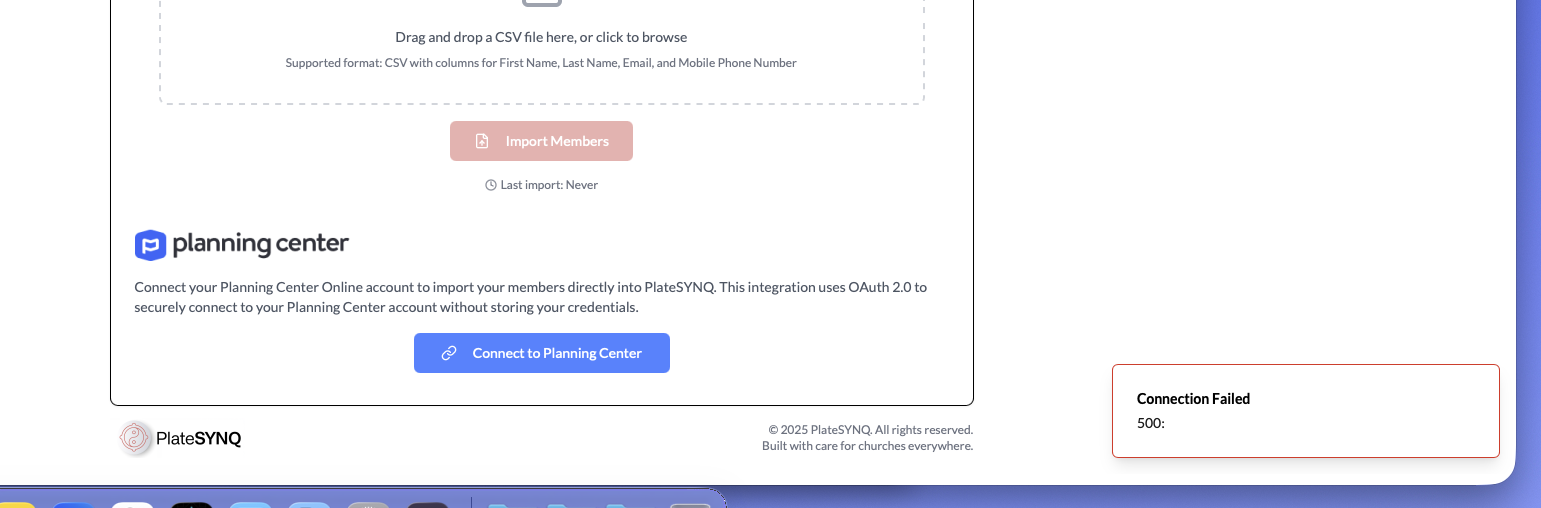 Drag and drop a CSV file here, or click to browse
Supported format: CSV with columns for First Name, Last Name, Email, and Mobile Phone Number
Import Members
Last import: Never
planning center
Connect your Planning Center Online account to import your members directly into PlateSYNQ. This integration uses OAuth 2.0 to
securely connect to your Planning Center account without storing your credentials.
Connect to Planning Center
Connection Failed
500:
PlateSYNQ
© 2025 PlateSYNQ. All rights reserved.
Built with care for churches everywhere.